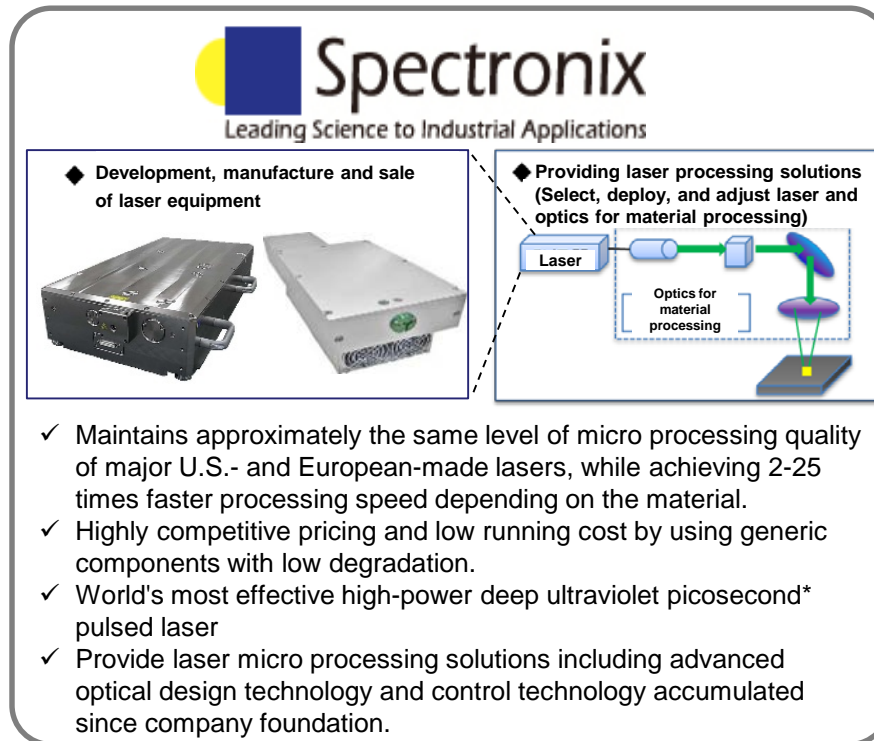 Spectronix
Leading Science to Industrial Applications
◆ Development, manufacture and sale
of laser equipment
◆ Providing laser processing solutions
(Select, deploy, and adjust laser and
optics for material processing)
Laser
Optics for
material
processing
✓ Maintains approximately the same level of micro processing quality
of major U.S.- and European-made lasers, while achieving 2-25
times faster processing speed depending on the material.
✓ Highly competitive pricing and low running cost by using generic
components with low degradation.
✓ World's most effective high-power deep ultraviolet picosecond*
pulsed laser
✓ Provide laser micro processing solutions including advanced
optical design technology and control technology accumulated
since company foundation.